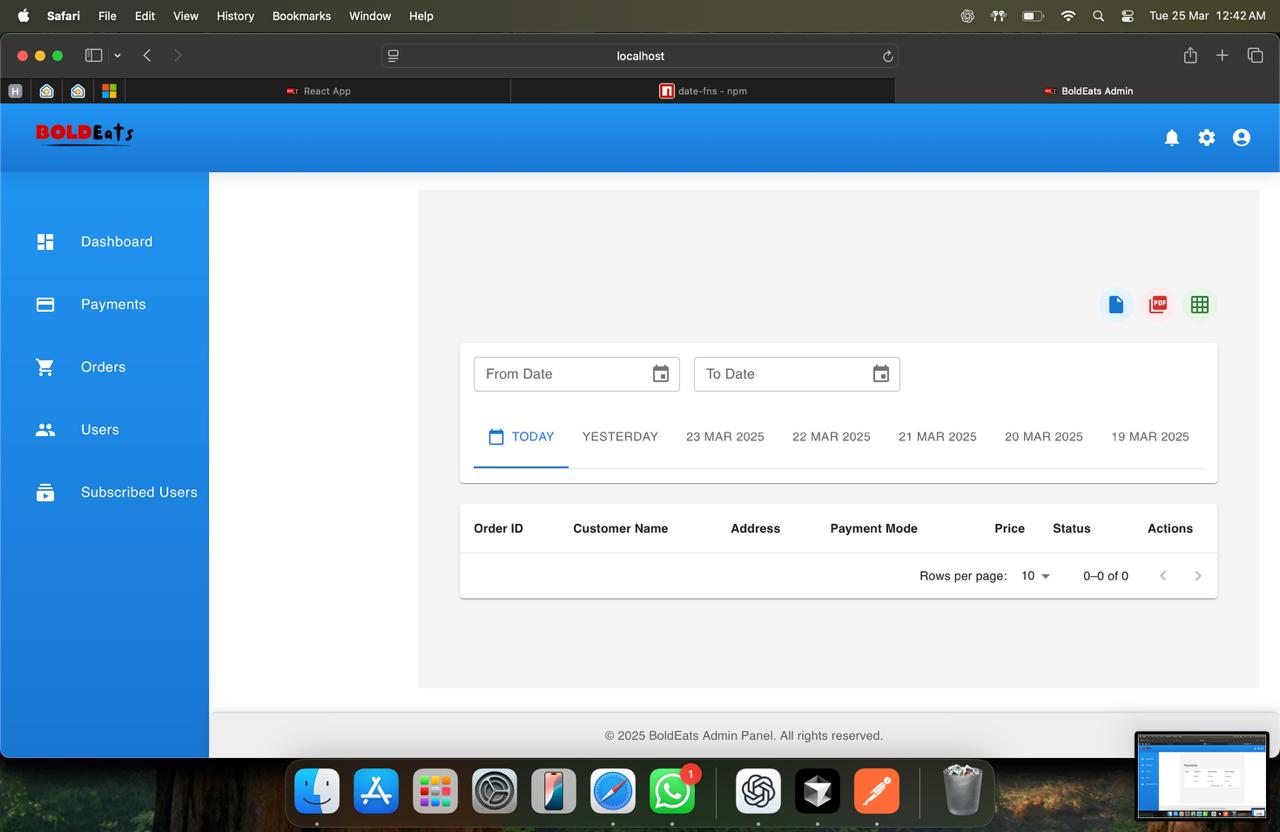 Safari File Edit View History Bookmarks Window Help Tue 25 Mar 12:42 AM
localhost
H React App date-fns - npm BoldEats Admin
BOLDEats
Dashboard
Payments
Orders
Users
Subscribed Users
PDF
From Date To Date
TODAY YESTERDAY 23 MAR 2025 22 MAR 2025 21 MAR 2025 20 MAR 2025 19 MAR 2025
Order ID Customer Name Address Payment Mode Price Status Actions
Rows per page: 10 0–0 of 0
© 2025 BoldEats Admin Panel. All rights reserved.
Payments
1